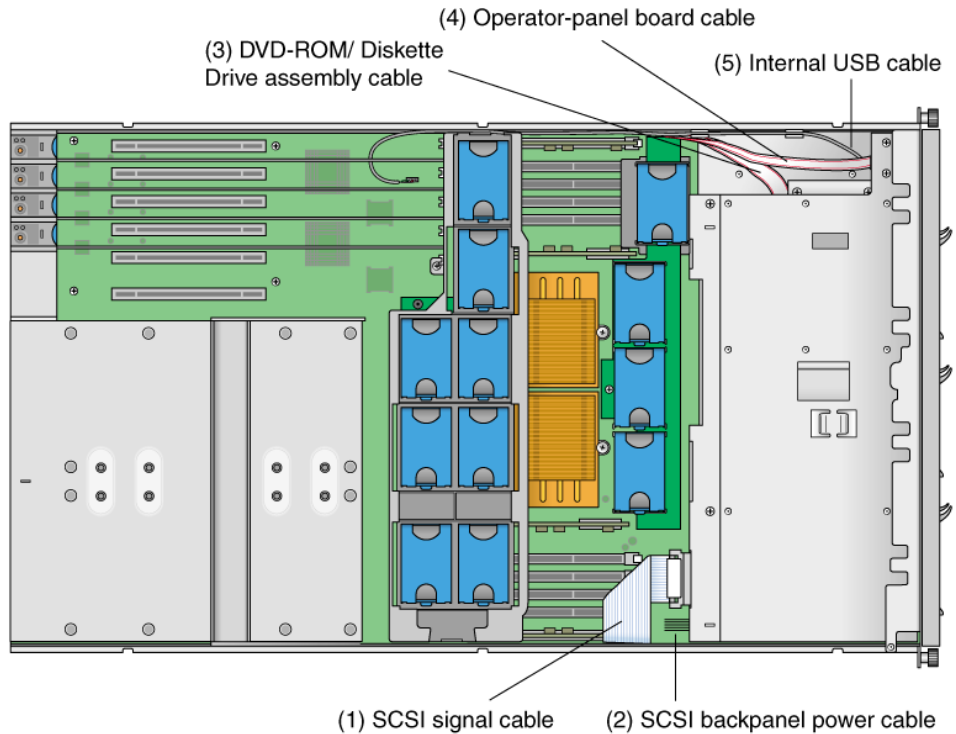 (4) Operator-panel board cable
(3) DVD-ROM/ Diskette
Drive assembly cable
(5) Internal USB cable
(1) SCSI signal cable
(2) SCSI backpanel power cable